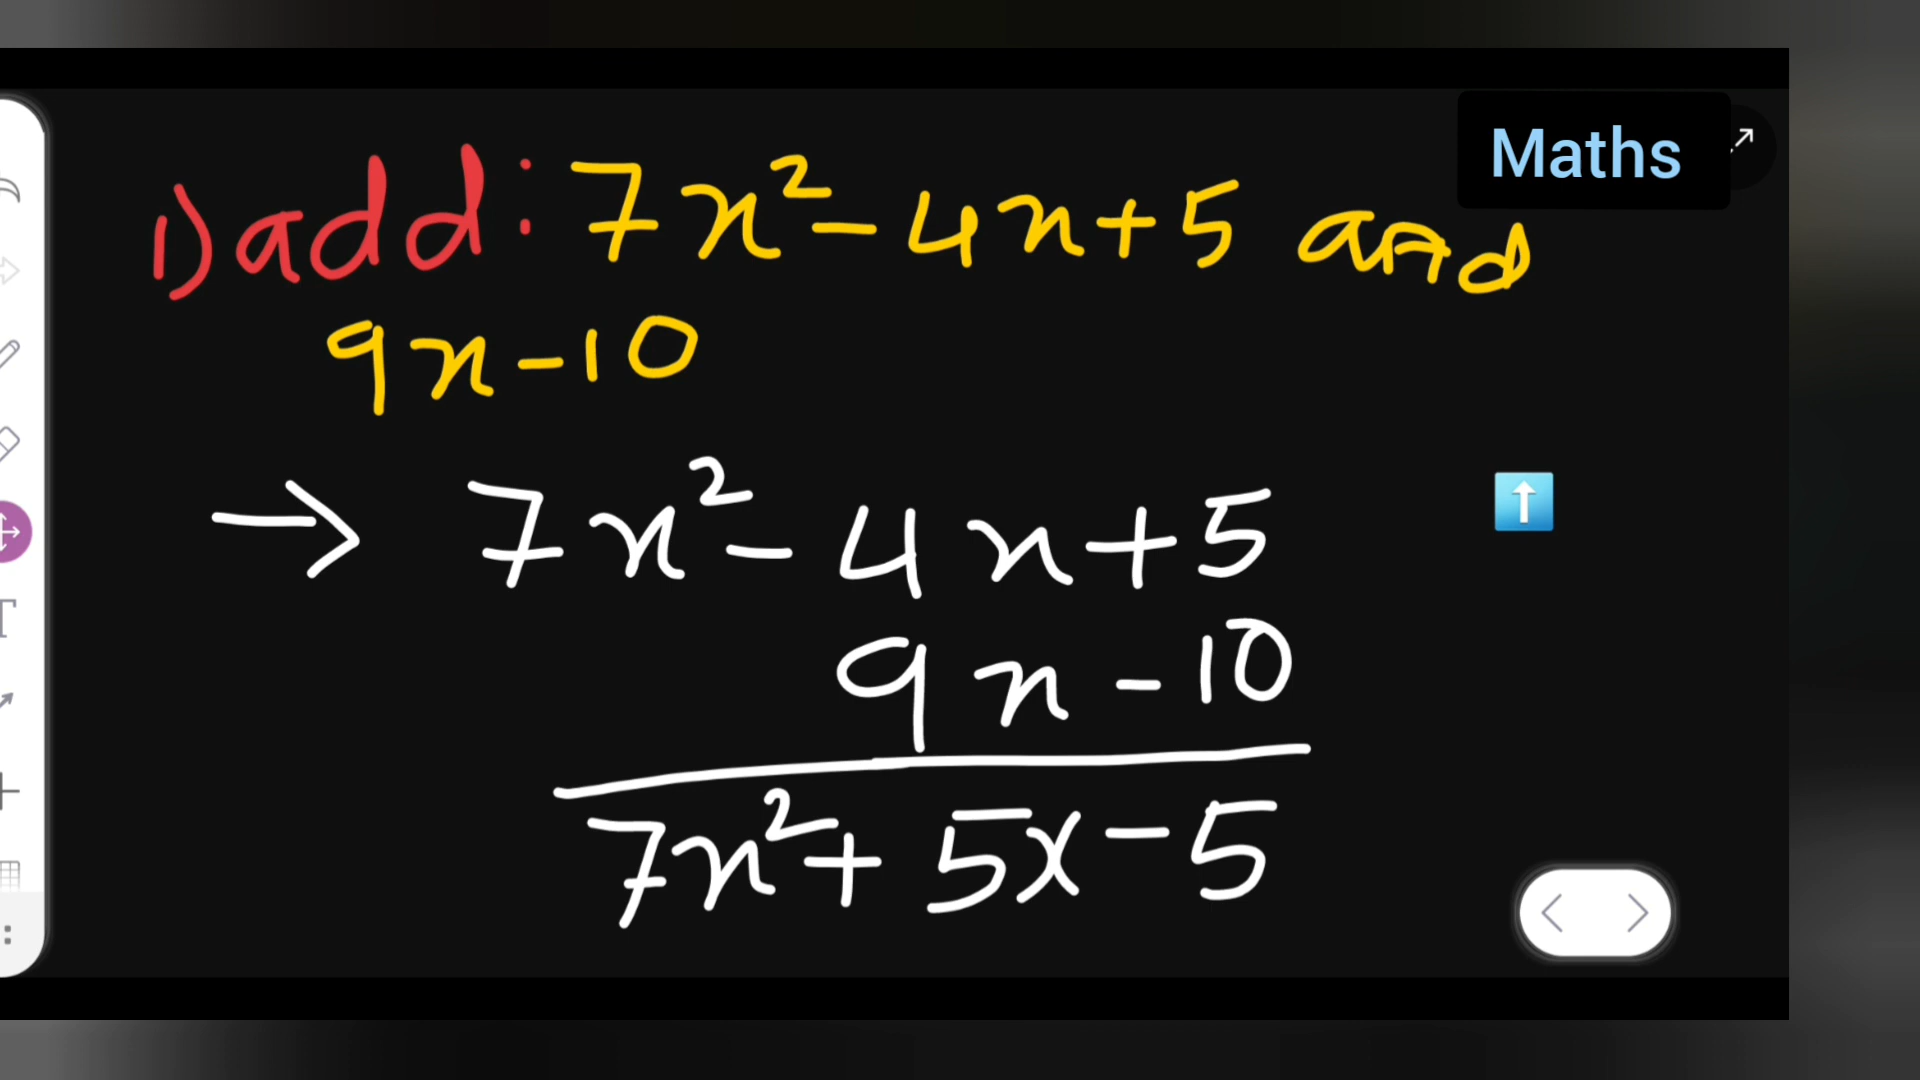 Maths
1) add: 7x² - 4x + 5 and
9x - 10
→ 7x² - 4x + 5
9x - 10
7x² + 5x - 5